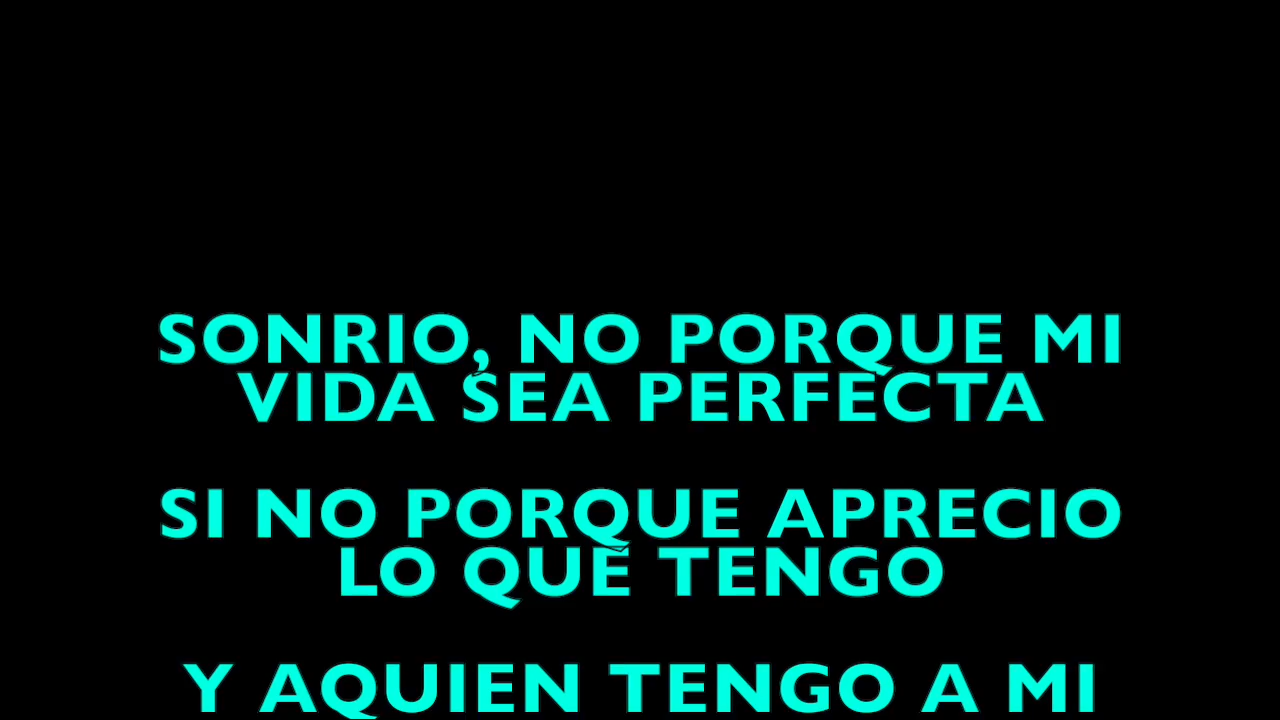 SONRIO, NO PORQUE MI
VIDA SEA PERFECTA
SI NO PORQUE APRECIO
LO QUE TENGO
Y AQUIEN TENGO A MI